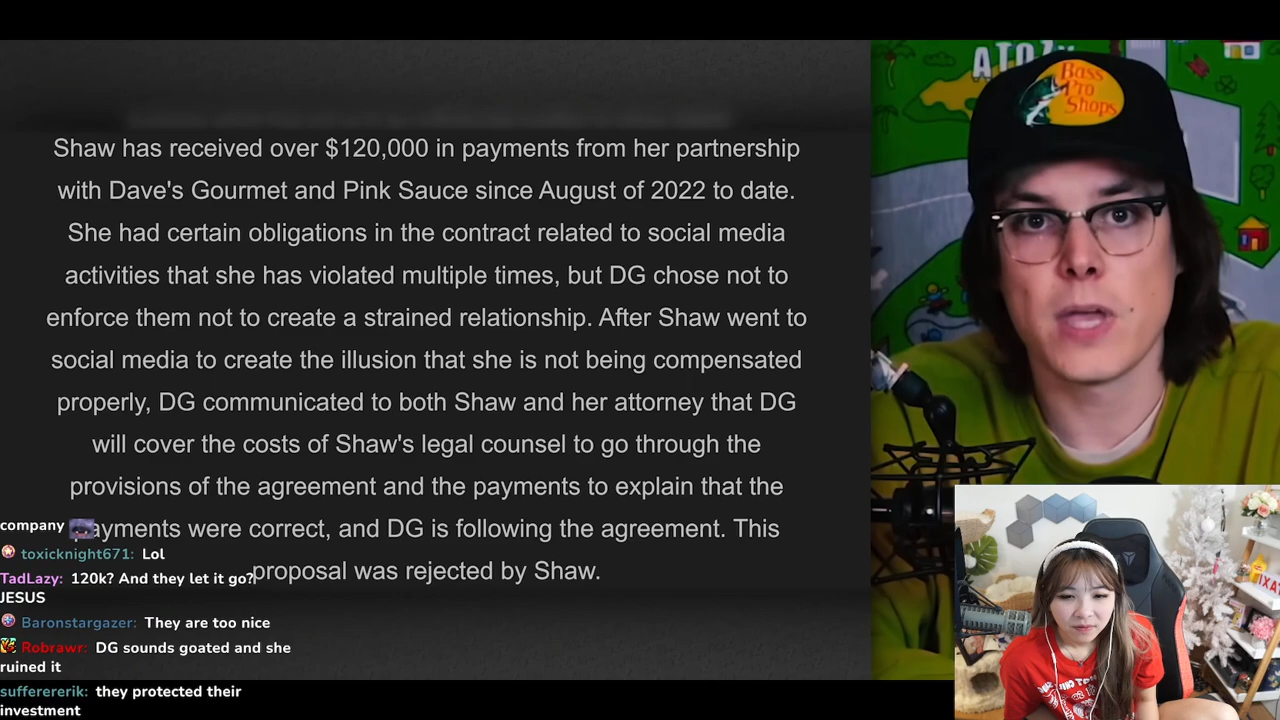 Shaw has received over $120,000 in payments from her partnership
with Dave's Gourmet and Pink Sauce since August of 2022 to date.
She had certain obligations in the contract related to social media
activities that she has violated multiple times, but DG chose not to
enforce them not to create a strained relationship. After Shaw went to
social media to create the illusion that she is not being compensated
properly, DG communicated to both Shaw and her attorney that DG
will cover the costs of Shaw's legal counsel to go through the
provisions of the agreement and the payments to explain that the
ayments were correct, and DG is following the agreement. This
proposal was rejected by Shaw.
company
toxicknight671: Lol
TadLazy: 120k? And they let it go?
JESUS
Baronstargazer: They are too nice
Robrawr: DG sounds goated and she
ruined it
sufferererik: they protected their
investment
A TO Z
Bass
Pro
Shops